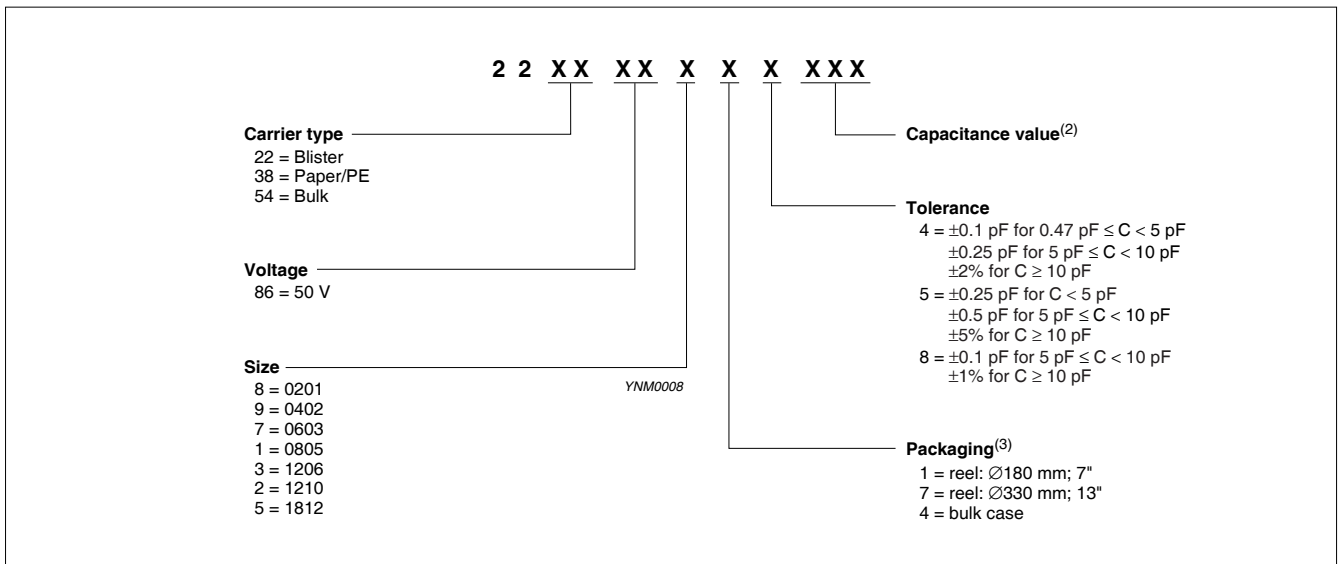 2 2 X X X X X X X X X X
Carrier type
22 = Blister
38 = Paper/PE
54 = Bulk
Voltage
86 = 50 V
Size
8 = 0201
9 = 0402
7 = 0603
1 = 0805
3 = 1206
2 = 1210
5 = 1812
YNM0008
Capacitance value(2)
Tolerance
4 = ±0.1 pF for 0.47 pF ≤ C < 5 pF
±0.25 pF for 5 pF ≤ C < 10 pF
±2% for C ≥ 10 pF
5 = ±0.25 pF for C < 5 pF
±0.5 pF for 5 pF ≤ C < 10 pF
±5% for C ≥ 10 pF
8 = ±0.1 pF for 5 pF ≤ C < 10 pF
±1% for C ≥ 10 pF
Packaging(3)
1 = reel: ∅180 mm; 7"
7 = reel: ∅330 mm; 13"
4 = bulk case